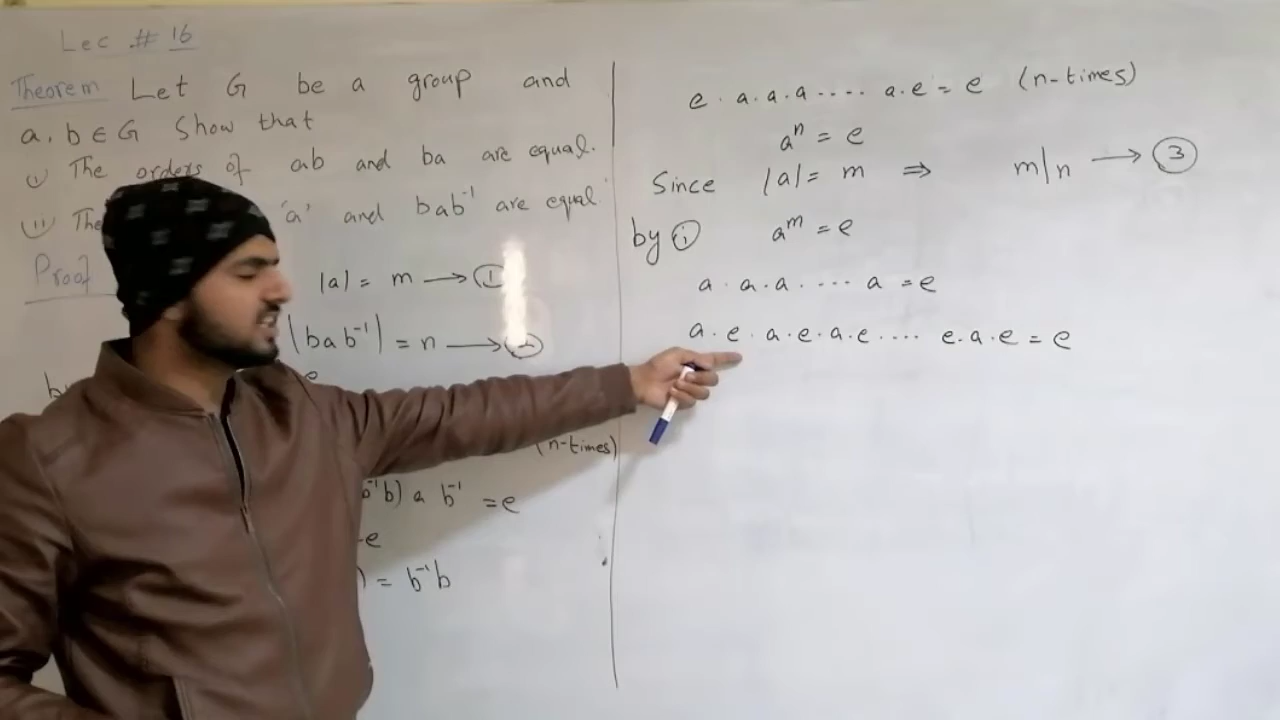 Lec # 16
Theorem Let G be a group and
a, b ∈ G Show that
(i) The orders of ab and ba are equal.
(ii) The 'a' and bab⁻¹ are equal.
Proof
|a| = m → ①
(bab⁻¹) = n → ②
e
(n-times)
b⁻¹b) a b⁻¹ = e
e
) = b⁻¹b
e · a · a · a .... a · e = e (n-times)
aⁿ = e
Since |a| = m ⇒ m|n → ③
by ① aᵐ = e
a · a · a .... a = e
a · e · a · e · a · e .... e · a · e = e